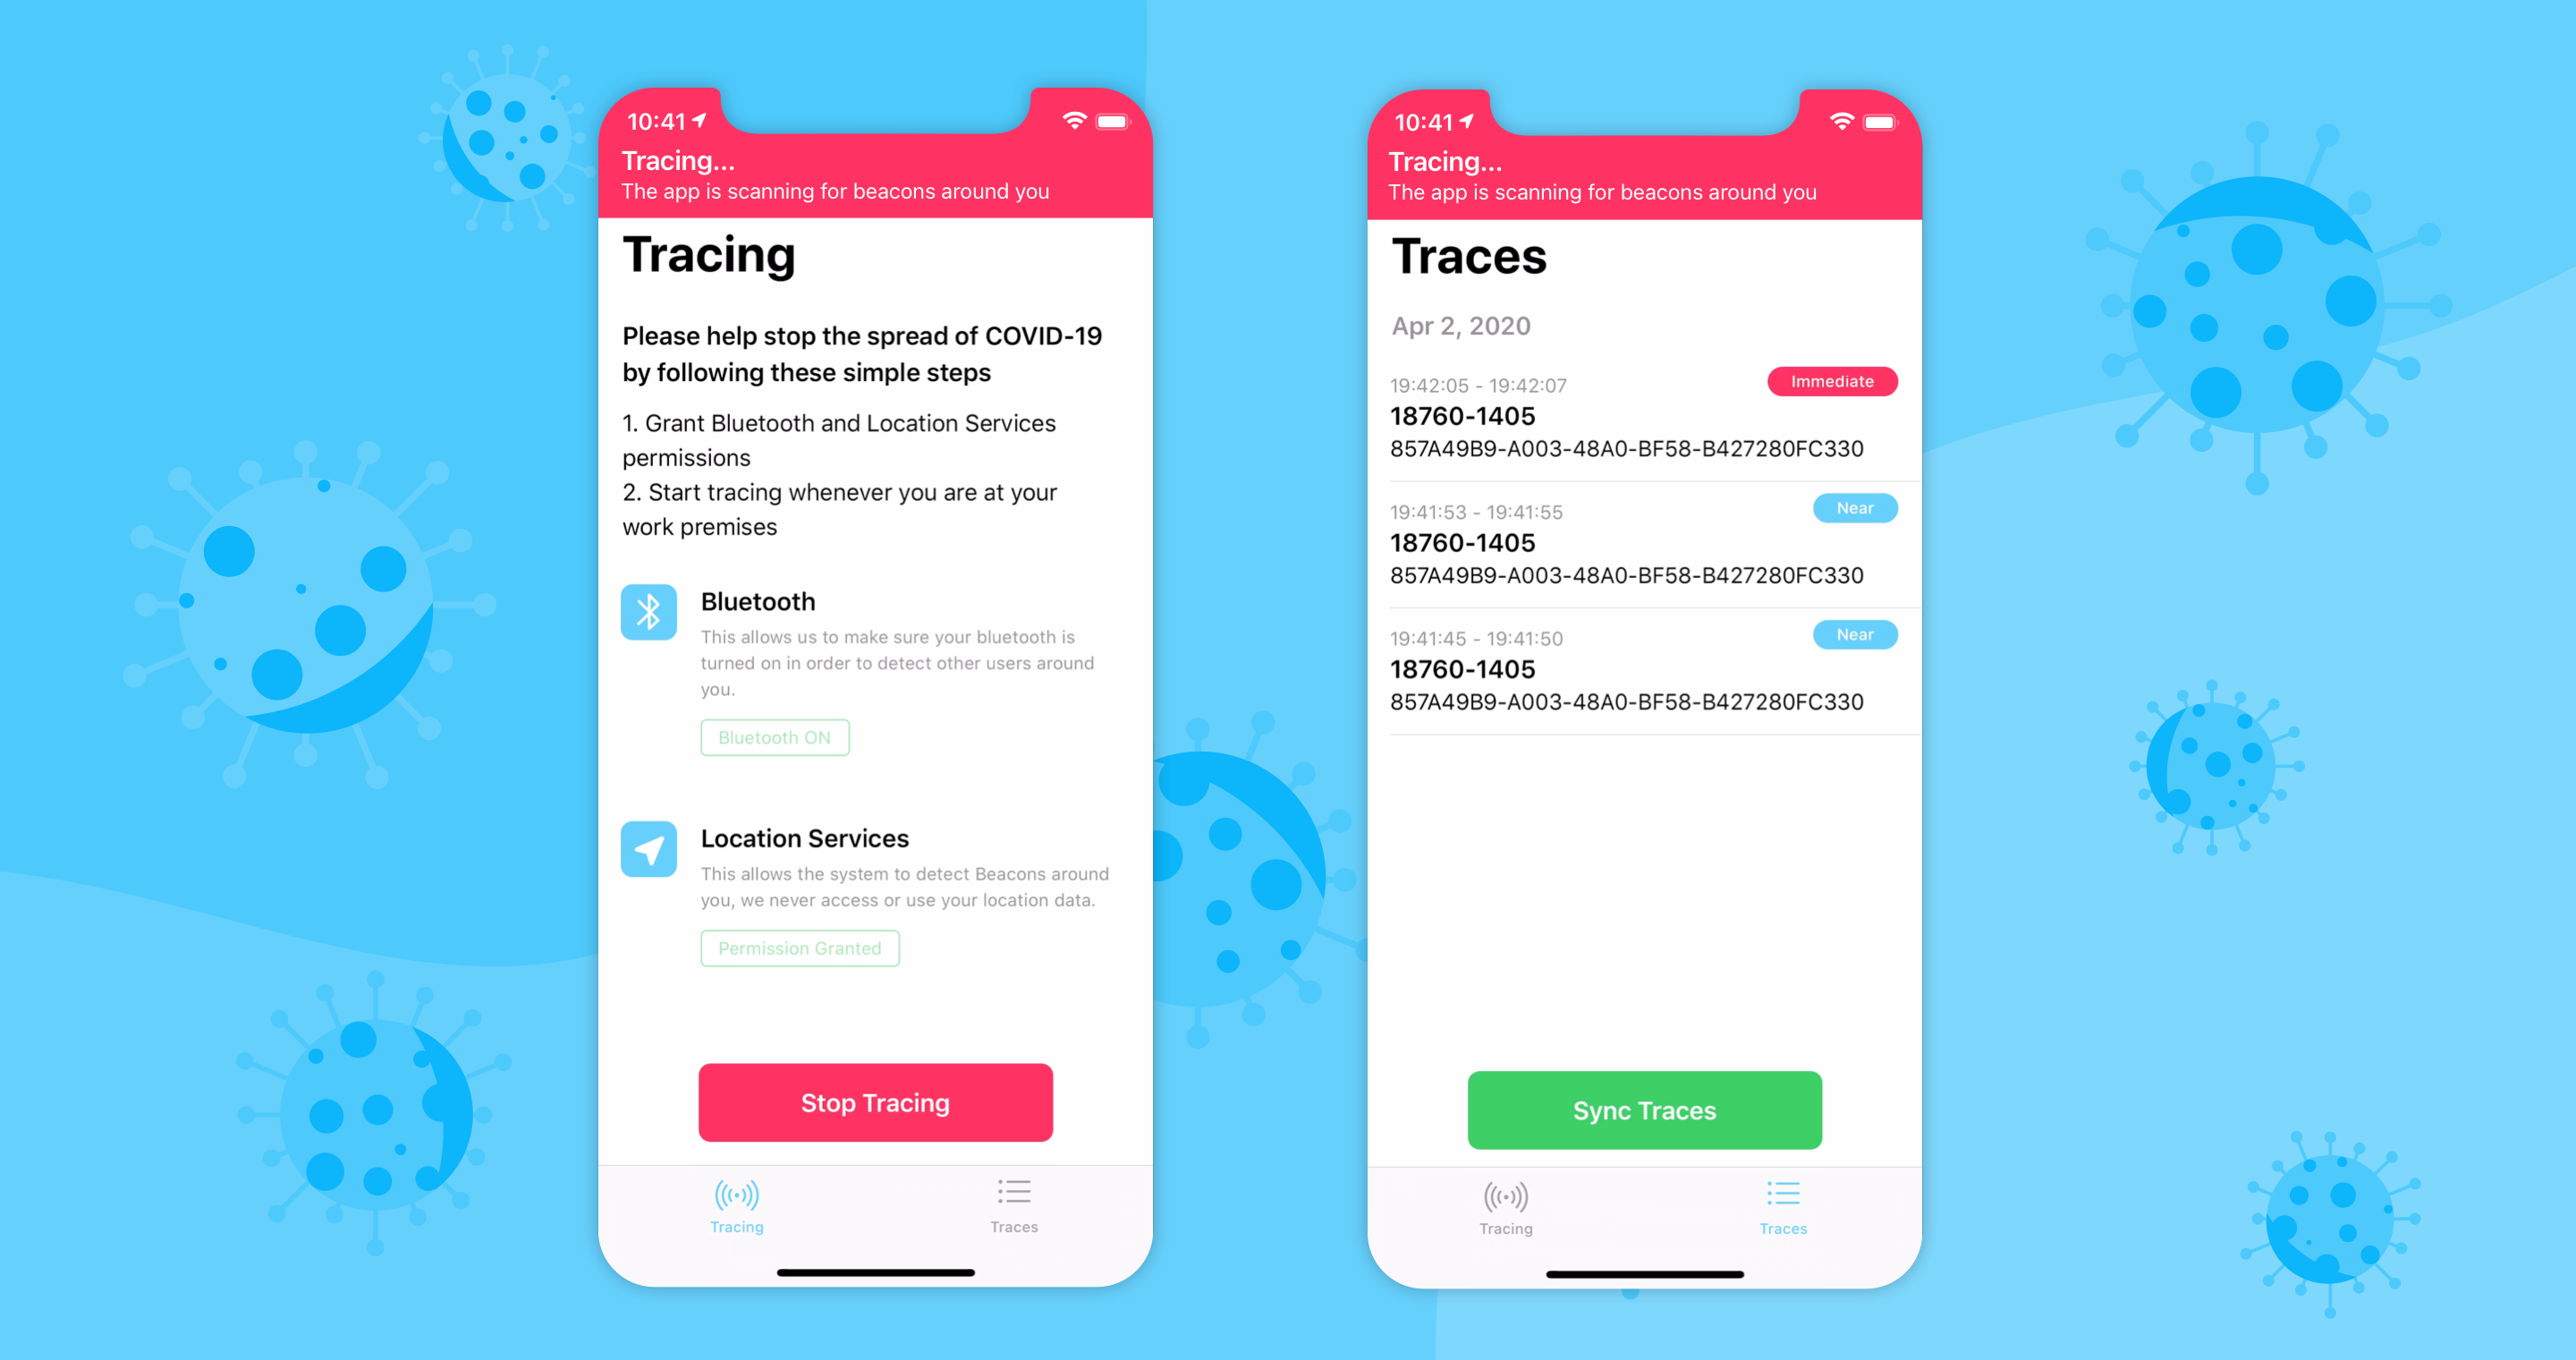 10:41
Tracing...
The app is scanning for beacons around you
Tracing
Please help stop the spread of COVID-19
by following these simple steps
1. Grant Bluetooth and Location Services
permissions
2. Start tracing whenever you are at your
work premises
Bluetooth
This allows us to make sure your bluetooth is
turned on in order to detect other users around
you.
Bluetooth ON
Location Services
This allows the system to detect Beacons around
you, we never access or use your location data.
Permission Granted
Stop Tracing
Tracing
Traces
10:41
Tracing...
The app is scanning for beacons around you
Traces
Apr 2, 2020
19:42:05 - 19:42:07
Immediate
18760-1405
857A49B9-A003-48A0-BF58-B427280FC330
19:41:53 - 19:41:55
Near
18760-1405
857A49B9-A003-48A0-BF58-B427280FC330
19:41:45 - 19:41:50
Near
18760-1405
857A49B9-A003-48A0-BF58-B427280FC330
Sync Traces
Tracing
Traces